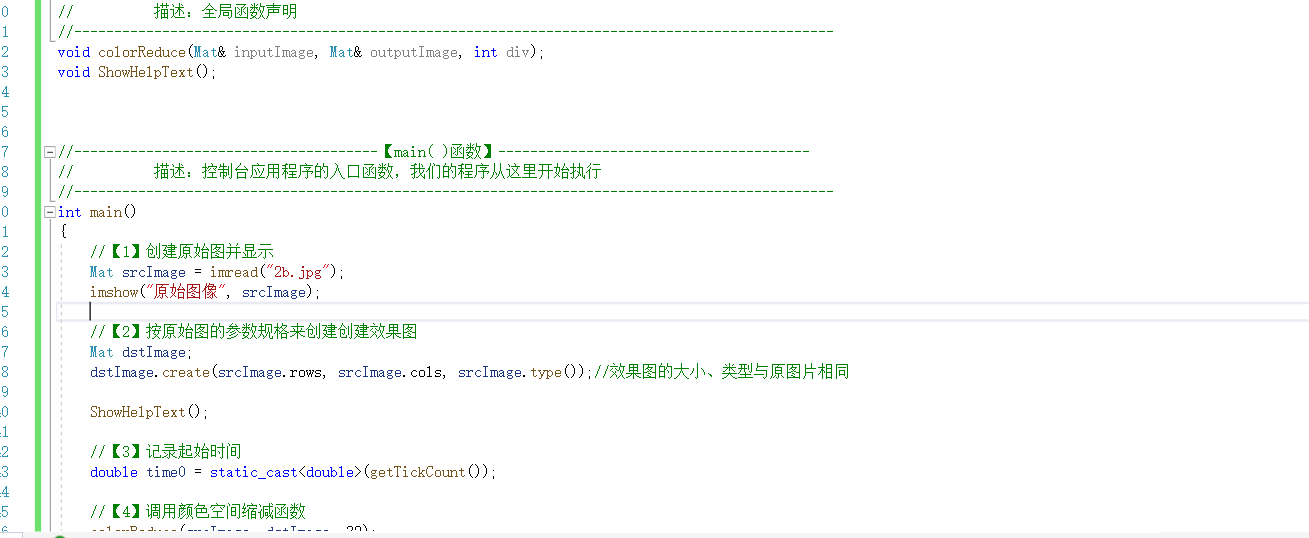 0 // 描述：全局函数声明
1 //-----------------------------------------------------------------------------------------------
2 void colorReduce(Mat& inputImage, Mat& outputImage, int div);
3 void ShowHelpText();
4
5
6
7 //--------------------------------------【main( )函数】---------------------------------------
8 // 描述：控制台应用程序的入口函数，我们的程序从这里开始执行
9 //-----------------------------------------------------------------------------------------------
0 int main()
1 {
2 //【1】创建原始图并显示
3 Mat srcImage = imread("2b.jpg");
4 imshow("原始图像", srcImage);
5
6 //【2】按原始图的参数规格来创建创建效果图
7 Mat dstImage;
8 dstImage.create(srcImage.rows, srcImage.cols, srcImage.type());//效果图的大小、类型与原图片相同
9
0 ShowHelpText();
1
2 //【3】记录起始时间
3 double time0 = static_cast<double>(getTickCount());
4
5 //【4】调用颜色空间缩减函数
6 colorReduce(srcImage, dstImage, 32);